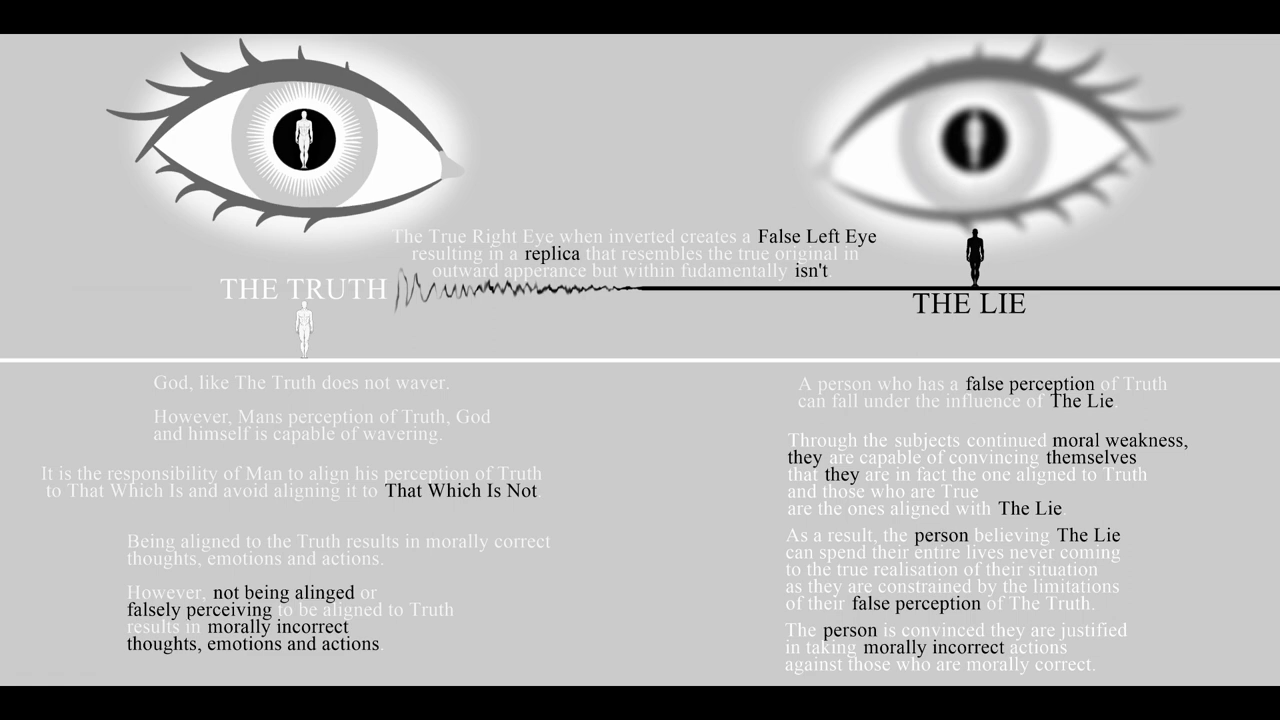 The True Right Eye when inverted creates a False Left Eye
resulting in a replica that resembles the true original in
outward apperance but within fudamentally isn't.
THE TRUTH
THE LIE
God, like The Truth does not waver.
However, Mans perception of Truth, God
and himself is capable of wavering.
It is the responsibility of Man to align his perception of Truth
to That Which Is and avoid aligning it to That Which Is Not.
Being aligned to the Truth results in morally correct
thoughts, emotions and actions.
However, not being alinged or
falsely perceiving to be aligned to Truth
results in morally incorrect
thoughts, emotions and actions.
A person who has a false perception of Truth
can fall under the influence of The Lie.
Through the subjects continued moral weakness,
they are capable of convincing themselves
that they are in fact the one aligned to Truth
and those who are True
are the ones aligned with The Lie.
As a result, the person believing The Lie
can spend their entire lives never coming
to the true realisation of their situation
as they are constrained by the limitations
of their false perception of The Truth.
The person is convinced they are justified
in taking morally incorrect actions
against those who are morally correct.